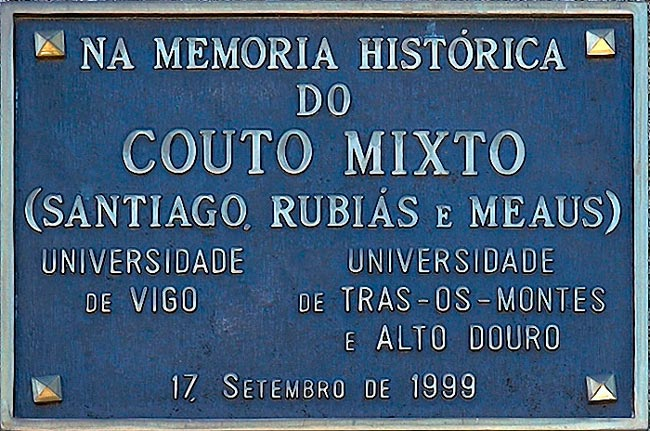 NA MEMORIA HISTÓRICA
DO
COUTO MIXTO
(SANTIAGO, RUBIÁS E MEAUS)
UNIVERSIDADE
DE VIGO
UNIVERSIDADE
DE TRAS-OS-MONTES
E ALTO DOURO
17, SETEMBRO DE 1999